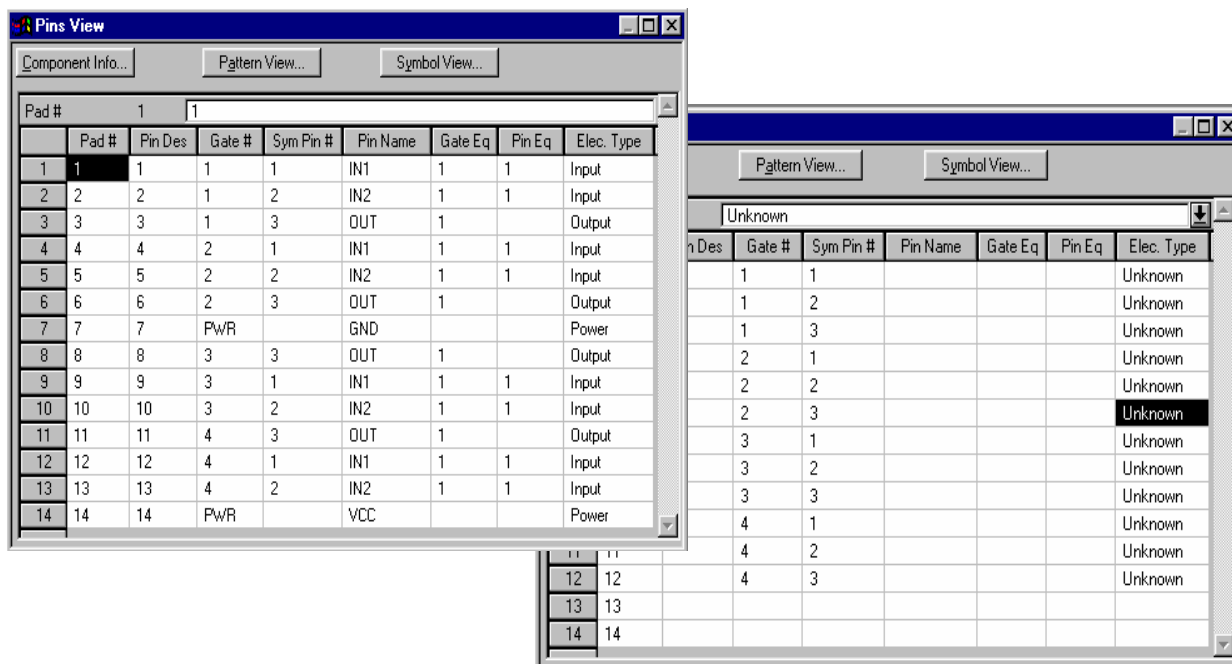 Pins View
Component Info... Pattern View... Symbol View...
Pad # 1 1
Pad # Pin Des Gate # Sym Pin # Pin Name Gate Eq Pin Eq Elec. Type
1 1 1 1 1 IN1 1 1 Input
2 2 2 1 2 IN2 1 1 Input
3 3 3 1 3 OUT 1 Output
4 4 4 2 1 IN1 1 1 Input
5 5 5 2 2 IN2 1 1 Input
6 6 6 2 3 OUT 1 Output
7 7 7 PWR GND Power
8 8 8 3 3 OUT 1 Output
9 9 9 3 1 IN1 1 1 Input
10 10 10 3 2 IN2 1 1 Input
11 11 11 4 3 OUT 1 Output
12 12 12 4 1 IN1 1 1 Input
13 13 13 4 2 IN2 1 1 Input
14 14 14 PWR VCC Power
Pattern View... Symbol View...
Unknown
n Des Gate # Sym Pin # Pin Name Gate Eq Pin Eq Elec. Type
1 1 Unknown
1 2 Unknown
1 3 Unknown
2 1 Unknown
2 2 Unknown
2 3 Unknown
3 1 Unknown
3 2 Unknown
3 3 Unknown
4 1 Unknown
11 11 4 2 Unknown
12 12 4 3 Unknown
13 13
14 14